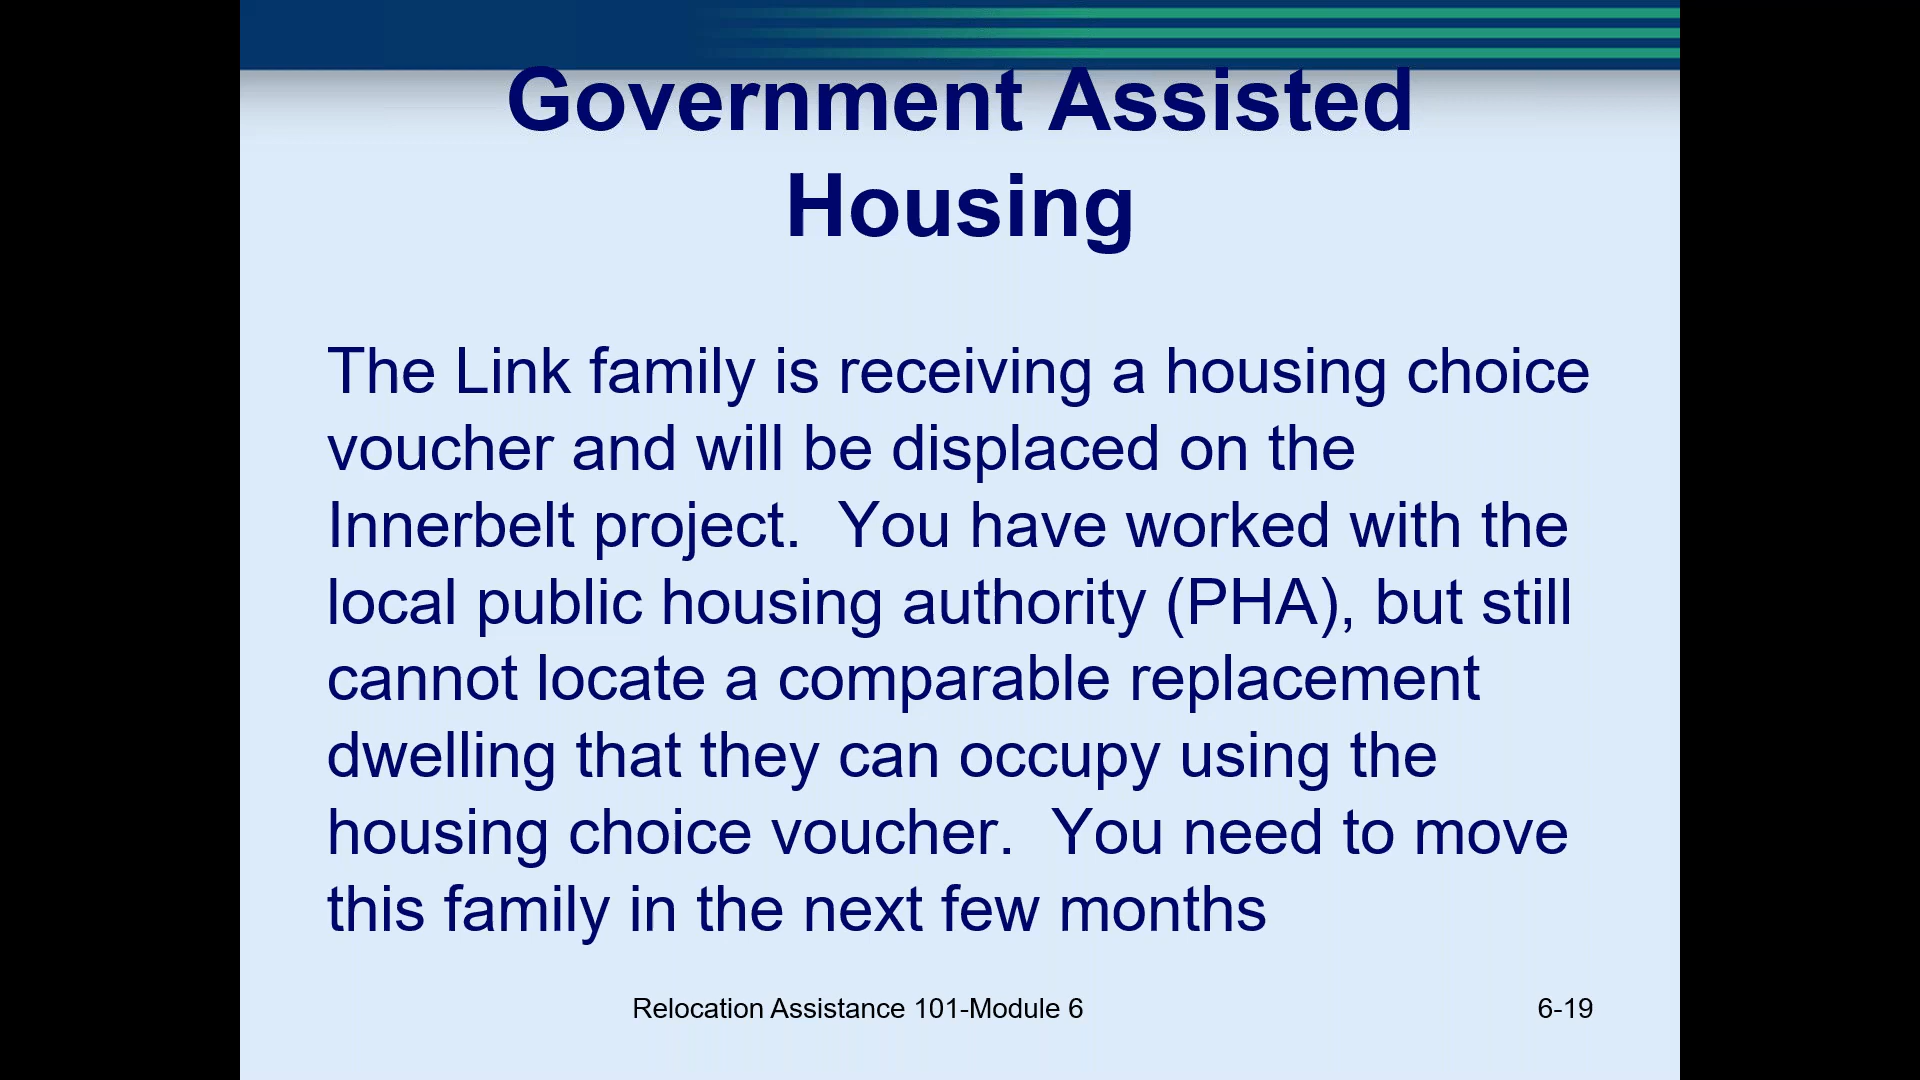 Government Assisted
Housing
The Link family is receiving a housing choice
voucher and will be displaced on the
Innerbelt project.  You have worked with the
local public housing authority (PHA), but still
cannot locate a comparable replacement
dwelling that they can occupy using the
housing choice voucher.  You need to move
this family in the next few months
Relocation Assistance 101-Module 6
6-19